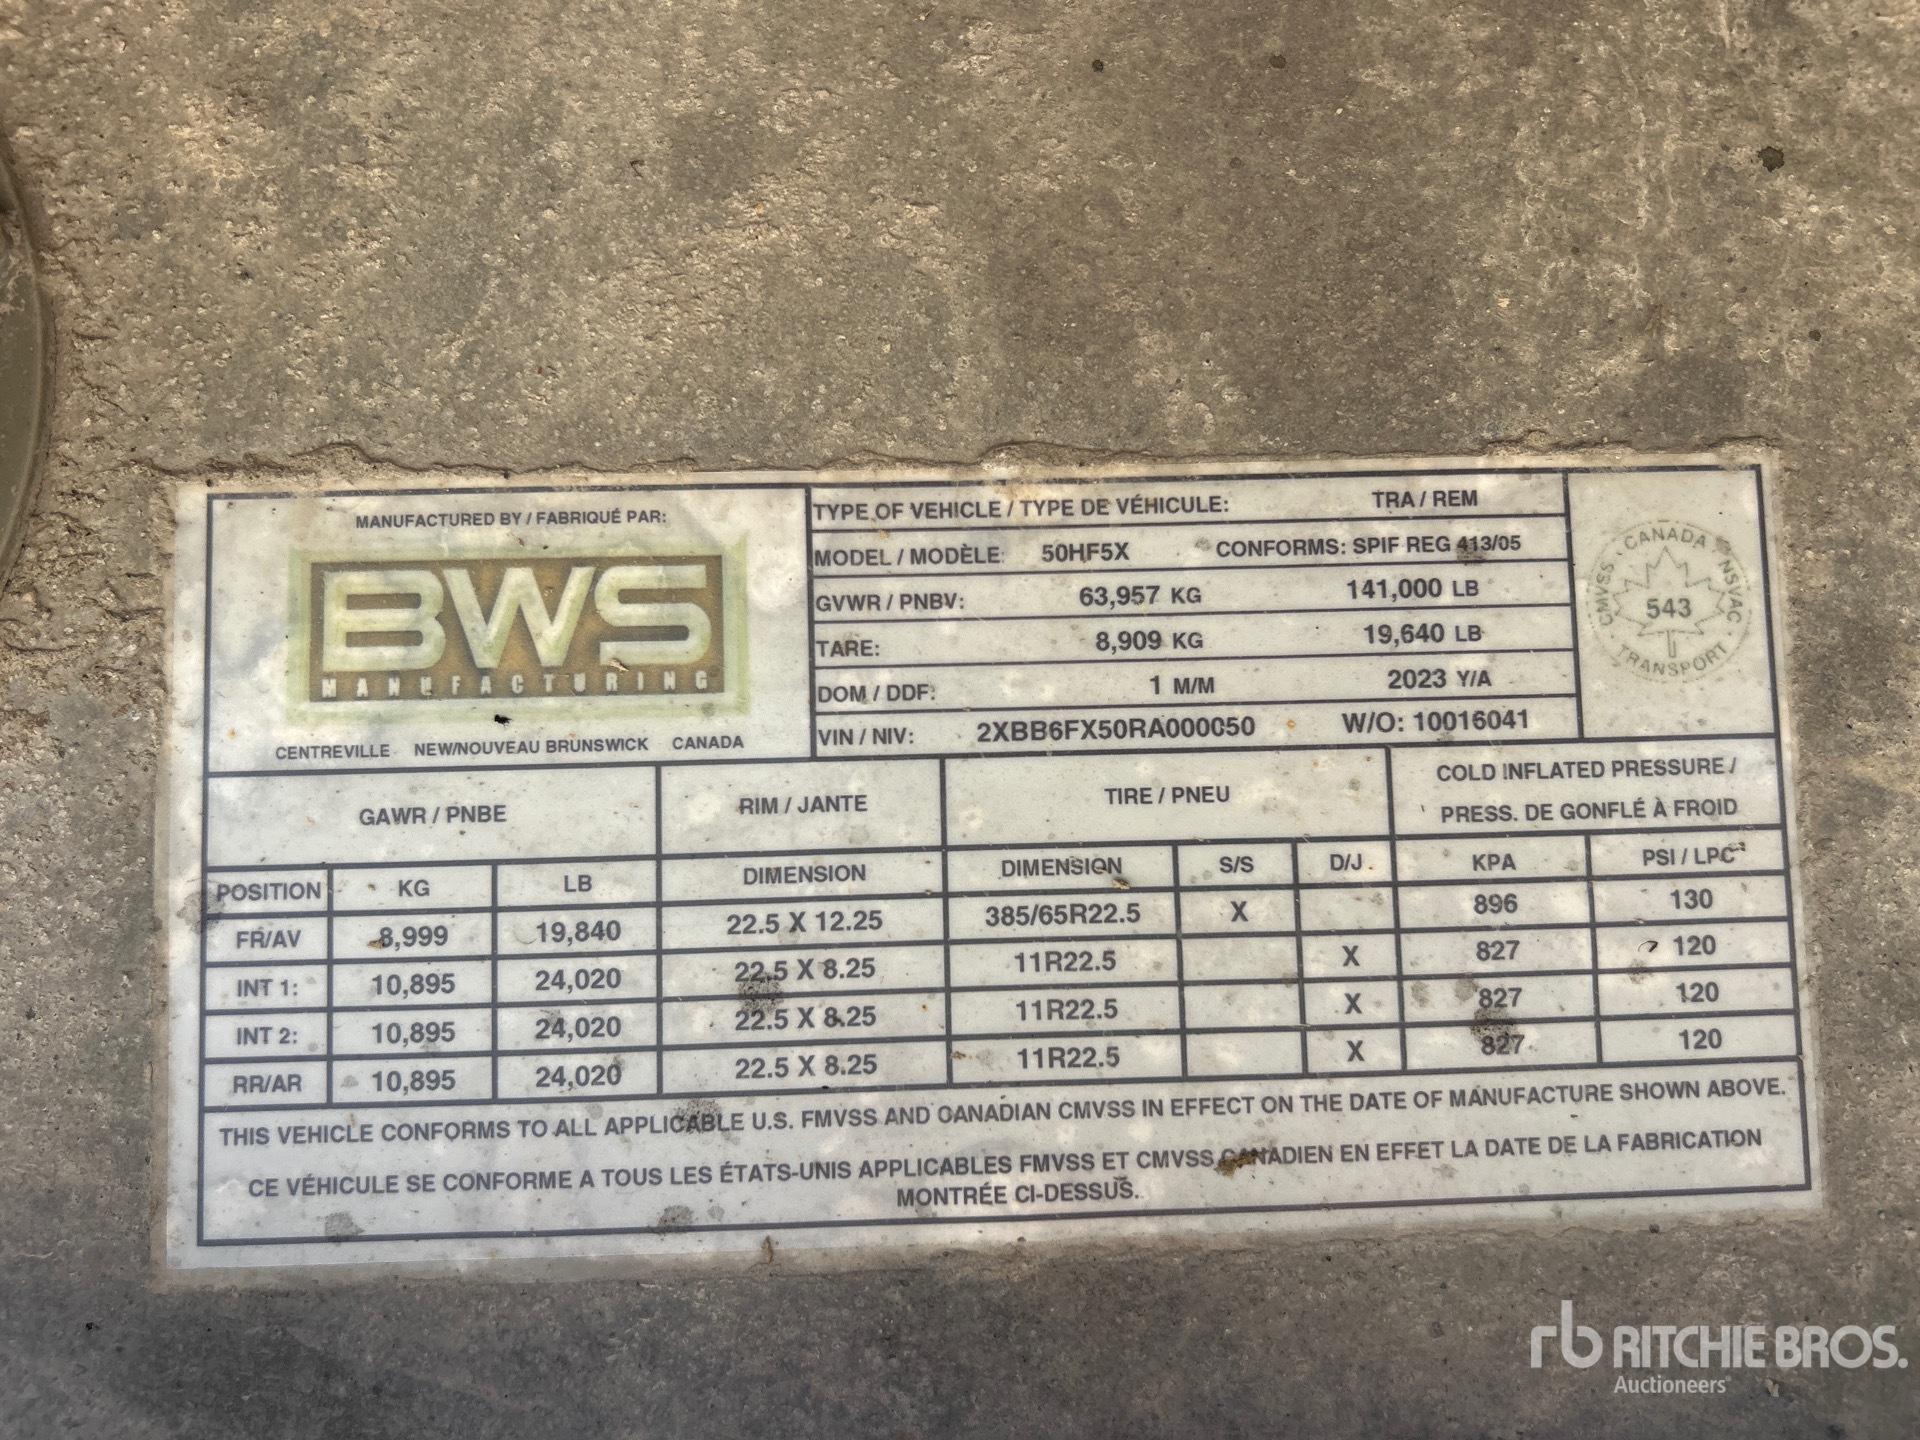 MANUFACTURED BY / FABRIQUÉ PAR:
BWS
MANUFACTURING
CENTREVILLE NEW/NOUVEAU BRUNSWICK CANADA
TYPE OF VEHICLE / TYPE DE VÉHICULE: TRA / REM
MODEL / MODÈLE: 50HF5X CONFORMS: SPIF REG 413/05
GVWR / PNBV: 63,957 KG 141,000 LB
TARE: 8,909 KG 19,640 LB
DOM / DDF: 1 M/M 2023 Y/A
VIN / NIV: 2XBB6FX50RA000050 W/O: 10016041
CANADA
CMVSS · NSVAC
543
TRANSPORT
GAWR / PNBE RIM / JANTE TIRE / PNEU COLD INFLATED PRESSURE /
PRESS. DE GONFLÉ À FROID
POSITION KG LB DIMENSION DIMENSION S/S D/J KPA PSI / LPC²
FR/AV 8,999 19,840 22.5 X 12.25 385/65R22.5 X 896 130
INT 1: 10,895 24,020 22.5 X 8.25 11R22.5 X 827 120
INT 2: 10,895 24,020 22.5 X 8.25 11R22.5 X 827 120
RR/AR 10,895 24,020 22.5 X 8.25 11R22.5 X 827 120
THIS VEHICLE CONFORMS TO ALL APPLICABLE U.S. FMVSS AND CANADIAN CMVSS IN EFFECT ON THE DATE OF MANUFACTURE SHOWN ABOVE.
CE VÉHICULE SE CONFORME A TOUS LES ÉTATS-UNIS APPLICABLES FMVSS ET CMVSS CANADIEN EN EFFET LA DATE DE LA FABRICATION
MONTRÉE CI-DESSUS.
rb RITCHIE BROS.
Auctioneers